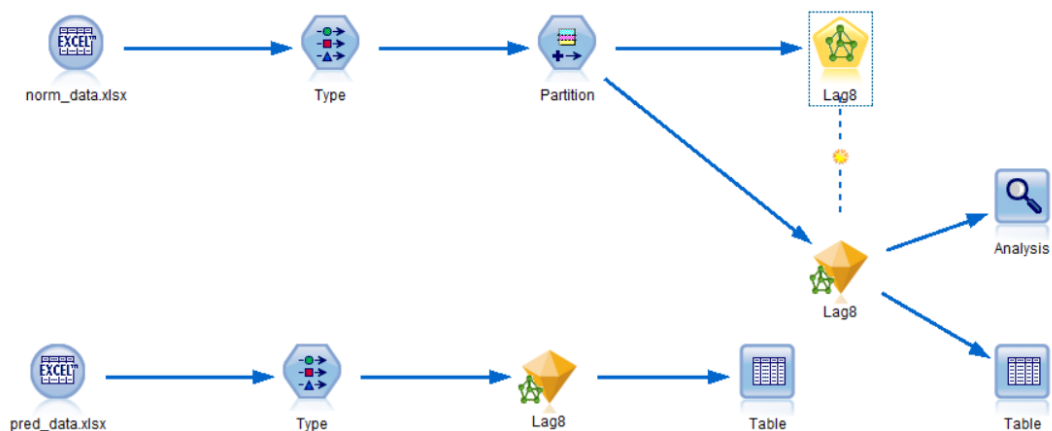 EXCEL
norm_data.xlsx
Type
Partition
Lag8
Analysis
Lag8
EXCEL
pred_data.xlsx
Type
Lag8
Table
Table